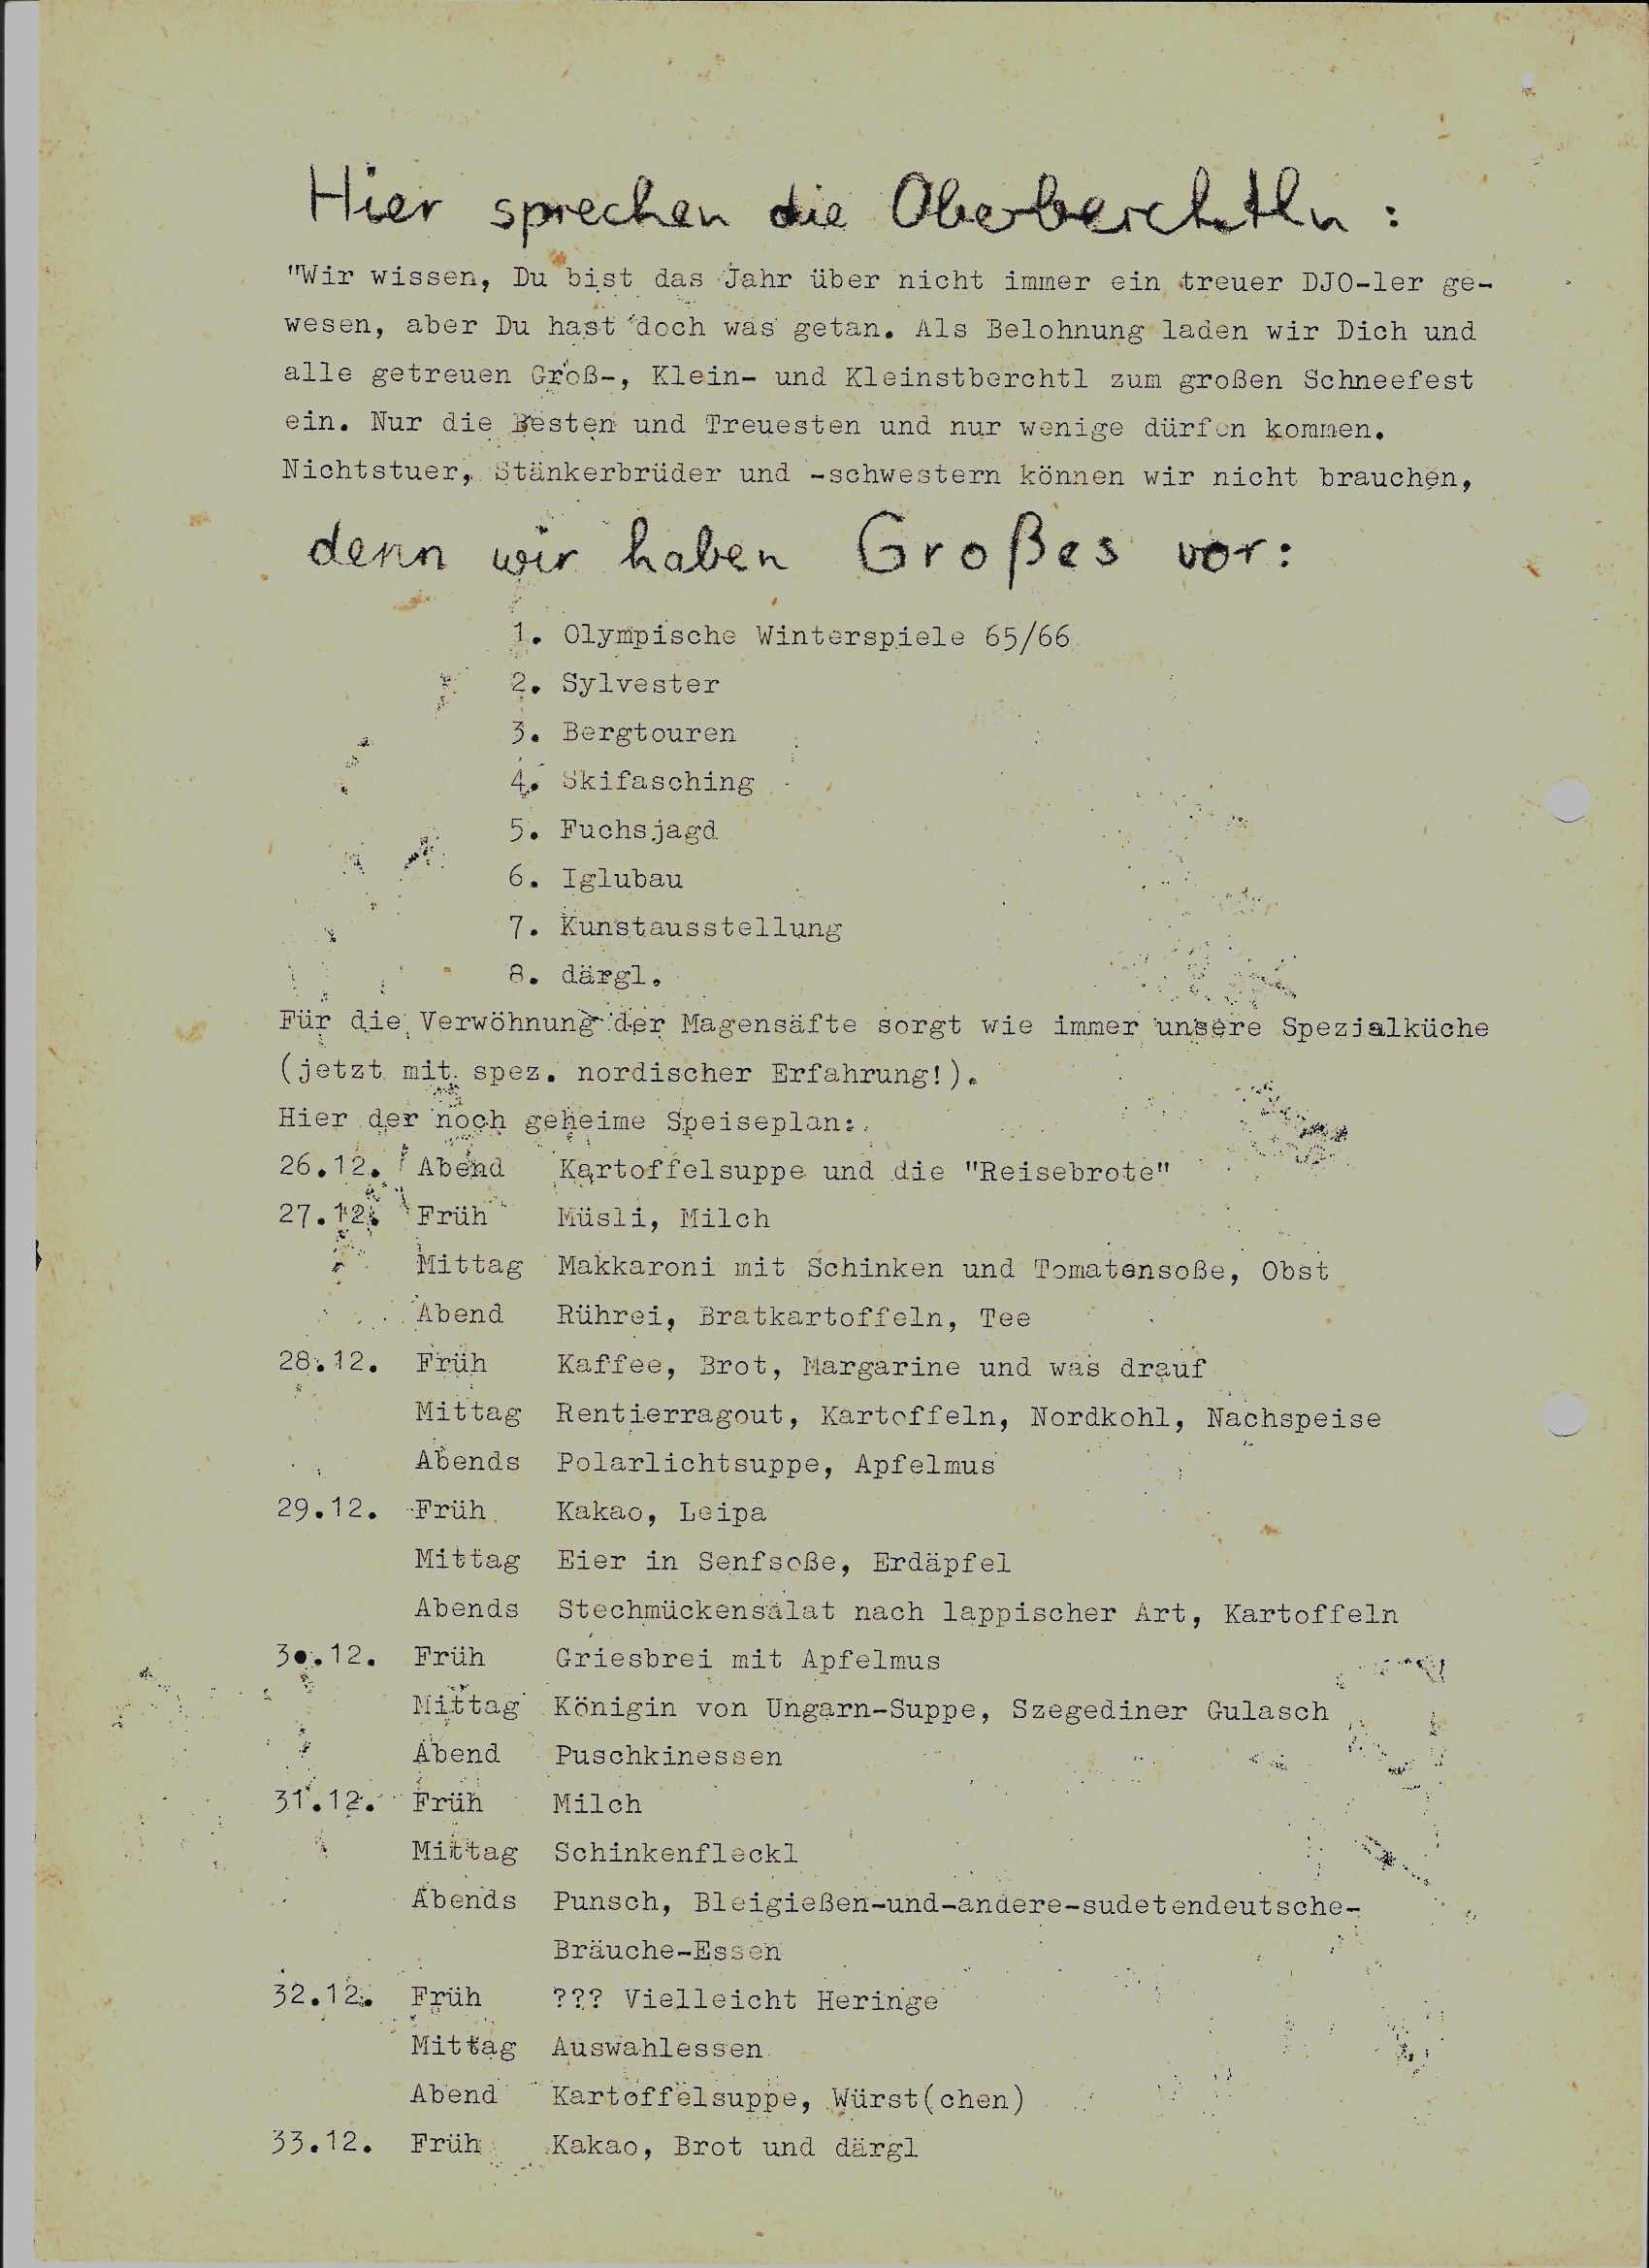 Hier sprechen die Oberberchtln:
"Wir wissen, Du bist das Jahr über nicht immer ein treuer DJO-ler ge-
wesen, aber Du hast doch was getan. Als Belohnung laden wir Dich und
alle getreuen Groß-, Klein- und Kleinstberchtl zum großen Schneefest
ein. Nur die Besten und Treuesten und nur wenige dürfen kommen.
Nichtstuer, Stänkerbrüder und -schwestern können wir nicht brauchen,
denn wir haben Großes vor:
1. Olympische Winterspiele 65/66
2. Sylvester
3. Bergtouren
4. Skifasching
5. Fuchsjagd
6. Iglubau
7. Kunstausstellung
8. därgl.
Für die Verwöhnung der Magensäfte sorgt wie immer unsere Spezialküche
(jetzt mit spez. nordischer Erfahrung!).
Hier der noch geheime Speiseplan:
26.12. Abend Kartoffelsuppe und die "Reisebrote"
27.12. Früh Müsli, Milch
Mittag Makkaroni mit Schinken und Tomatensoße, Obst
Abend Rührei, Bratkartoffeln, Tee
28.12. Früh Kaffee, Brot, Margarine und was drauf
Mittag Rentierragout, Kartoffeln, Nordkohl, Nachspeise
Abends Polarlichtsuppe, Apfelmus
29.12. Früh Kakao, Leipa
Mittag Eier in Senfsoße, Erdäpfel
Abends Stechmückensalat nach lappischer Art, Kartoffeln
30.12. Früh Griesbrei mit Apfelmus
Mittag Königin von Ungarn-Suppe, Szegediner Gulasch
Abend Puschkinessen
31.12. Früh Milch
Mittag Schinkenfleckl
Abends Punsch, Bleigießen-und-andere-sudetendeutsche-
Bräuche-Essen
32.12. Früh ??? Vielleicht Heringe
Mittag Auswahlessen
Abend Kartoffelsuppe, Würst(chen)
33.12. Früh Kakao, Brot und därgl